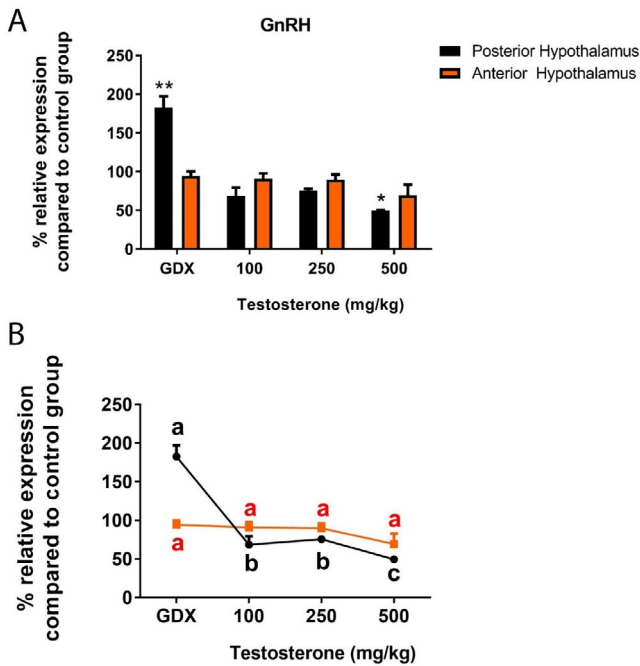 A
GnRH
Posterior Hypothalamus
Anterior Hypothalamus
% relative expression
compared to control group
250
200
150
100
50
0
**
*
GDX
100
250
500
Testosterone (mg/kg)
B
% relative expression
compared to control group
250
200
150
100
50
0
a
a
a
a
a
b
b
c
GDX
100
250
500
Testosterone (mg/kg)